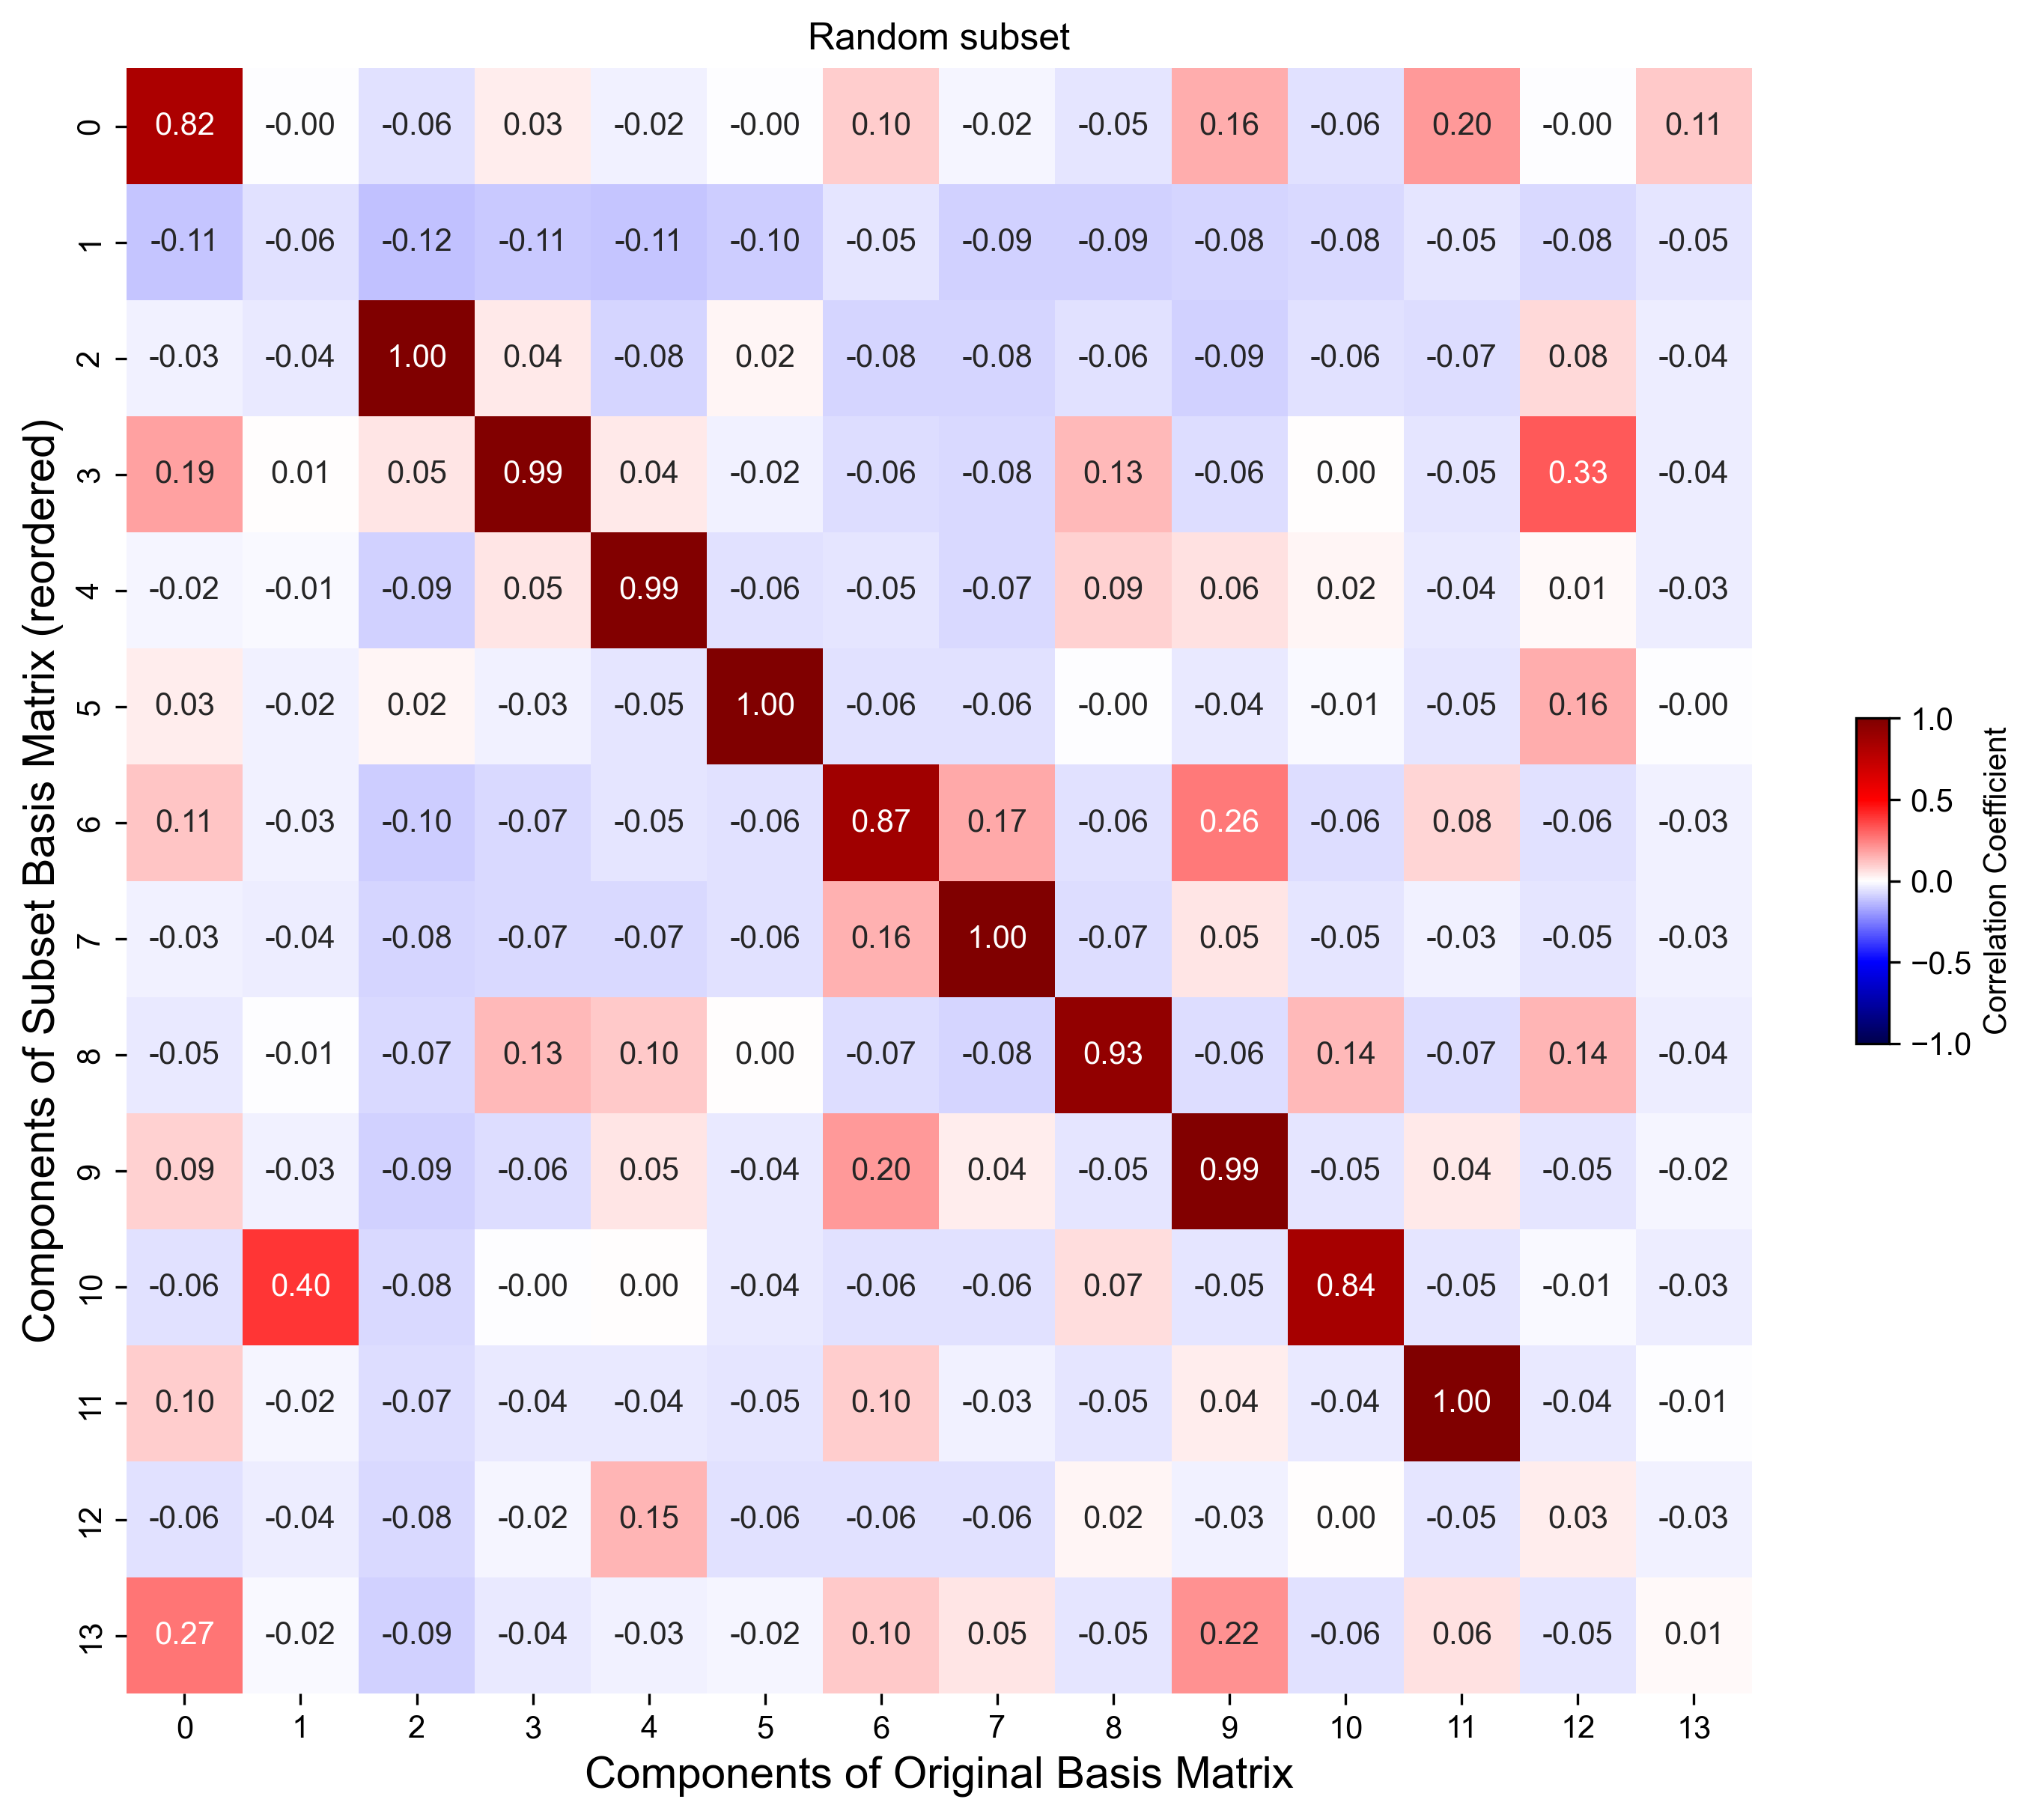 Random subset
0 0.82 -0.00 -0.06 0.03 -0.02 -0.00 0.10 -0.02 -0.05 0.16 -0.06 0.20 -0.00 0.11
1 -0.11 -0.06 -0.12 -0.11 -0.11 -0.10 -0.05 -0.09 -0.09 -0.08 -0.08 -0.05 -0.08 -0.05
2 -0.03 -0.04 1.00 0.04 -0.08 0.02 -0.08 -0.08 -0.06 -0.09 -0.06 -0.07 0.08 -0.04
3 0.19 0.01 0.05 0.99 0.04 -0.02 -0.06 -0.08 0.13 -0.06 0.00 -0.05 0.33 -0.04
4 -0.02 -0.01 -0.09 0.05 0.99 -0.06 -0.05 -0.07 0.09 0.06 0.02 -0.04 0.01 -0.03
5 0.03 -0.02 0.02 -0.03 -0.05 1.00 -0.06 -0.06 -0.00 -0.04 -0.01 -0.05 0.16 -0.00
6 0.11 -0.03 -0.10 -0.07 -0.05 -0.06 0.87 0.17 -0.06 0.26 -0.06 0.08 -0.06 -0.03
7 -0.03 -0.04 -0.08 -0.07 -0.07 -0.06 0.16 1.00 -0.07 0.05 -0.05 -0.03 -0.05 -0.03
8 -0.05 -0.01 -0.07 0.13 0.10 0.00 -0.07 -0.08 0.93 -0.06 0.14 -0.07 0.14 -0.04
9 0.09 -0.03 -0.09 -0.06 0.05 -0.04 0.20 0.04 -0.05 0.99 -0.05 0.04 -0.05 -0.02
10 -0.06 0.40 -0.08 -0.00 0.00 -0.04 -0.06 -0.06 0.07 -0.05 0.84 -0.05 -0.01 -0.03
11 0.10 -0.02 -0.07 -0.04 -0.04 -0.05 0.10 -0.03 -0.05 0.04 -0.04 1.00 -0.04 -0.01
12 -0.06 -0.04 -0.08 -0.02 0.15 -0.06 -0.06 -0.06 0.02 -0.03 0.00 -0.05 0.03 -0.03
13 0.27 -0.02 -0.09 -0.04 -0.03 -0.02 0.10 0.05 -0.05 0.22 -0.06 0.06 -0.05 0.01
0 1 2 3 4 5 6 7 8 9 10 11 12 13
Components of Original Basis Matrix
Components of Subset Basis Matrix (reordered)
1.0
0.5
0.0
−0.5
−1.0
Correlation Coefficient